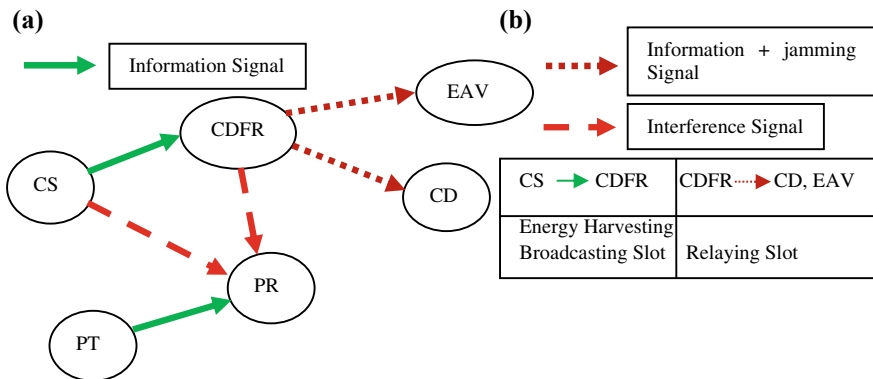 (a)
Information Signal
CDFR
EAV
CS
CD
PR
PT
(b)
Information + jamming
Signal
Interference Signal
CS CDFR
CDFR CD, EAV
Energy Harvesting
Broadcasting Slot
Relaying Slot